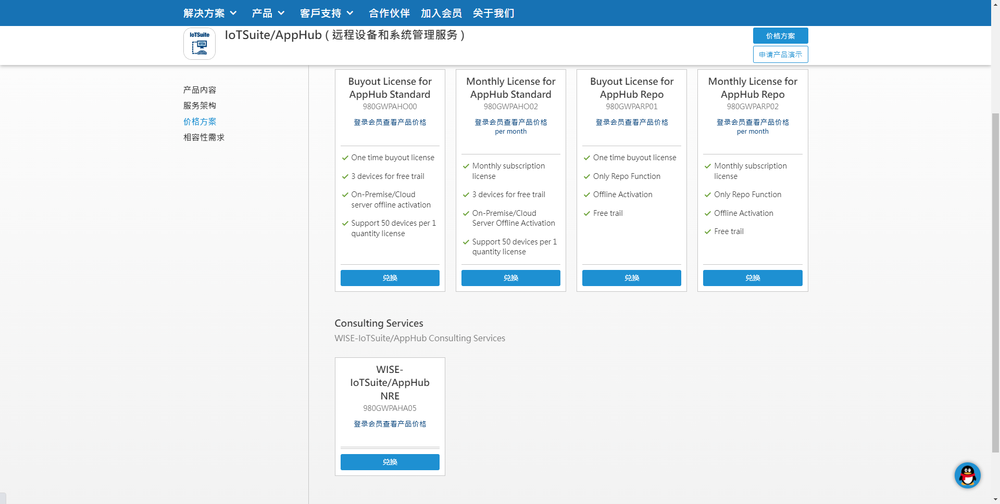 解决方案
产品
客戶支持
合作伙伴
加入会员
关于我们
IoTSuite
OTA
IoTSuite/AppHub ( 远程设备和系统管理服务 )
价格方案
申请产品演示
产品内容
服务架构
价格方案
相容性需求
Buyout License for
AppHub Standard
980GWPAHO00
登录会员查看产品价格
One time buyout license
3 devices for free trail
On-Premise/Cloud
server offline activation
Support 50 devices per 1
quantity license
兑换
Monthly License for
AppHub Standard
980GWPAHO02
登录会员查看产品价格
per month
Monthly subscription
license
3 devices for free trail
On-Premise/Cloud
Server Offline Activation
Support 50 devices per 1
quantity license
兑换
Buyout License for
AppHub Repo
980GWPARP01
登录会员查看产品价格
One time buyout license
Only Repo Function
Offline Activation
Free trail
兑换
Monthly License for
AppHub Repo
980GWPARP02
登录会员查看产品价格
per month
Monthly subscription
license
Only Repo Function
Offline Activation
Free trail
兑换
Consulting Services
WISE-IoTSuite/AppHub Consulting Services
WISE-
IoTSuite/AppHub
NRE
980GWPAHA05
登录会员查看产品价格
兑换